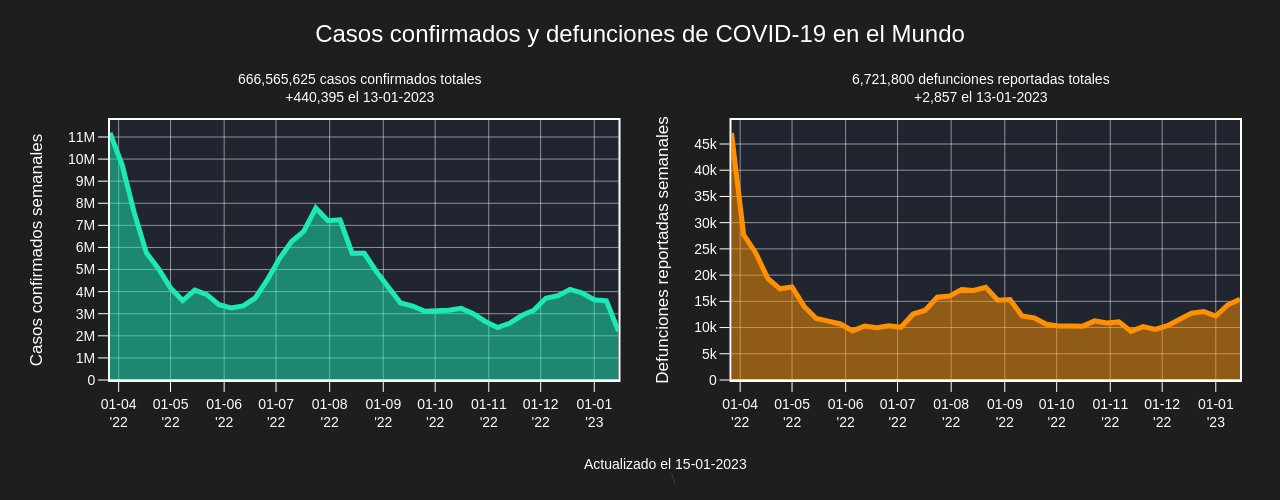 Casos confirmados y defunciones de COVID-19 en el Mundo
666,565,625 casos confirmados totales
+440,395 el 13-01-2023
Casos confirmados semanales
11M
10M
9M
8M
7M
6M
5M
4M
3M
2M
1M
0
01-04 01-05 01-06 01-07 01-08 01-09 01-10 01-11 01-12 01-01
'22 '22 '22 '22 '22 '22 '22 '22 '22 '23
6,721,800 defunciones reportadas totales
+2,857 el 13-01-2023
Defunciones reportadas semanales
45k
40k
35k
30k
25k
20k
15k
10k
5k
0
01-04 01-05 01-06 01-07 01-08 01-09 01-10 01-11 01-12 01-01
'22 '22 '22 '22 '22 '22 '22 '22 '22 '23
Actualizado el 15-01-2023
\